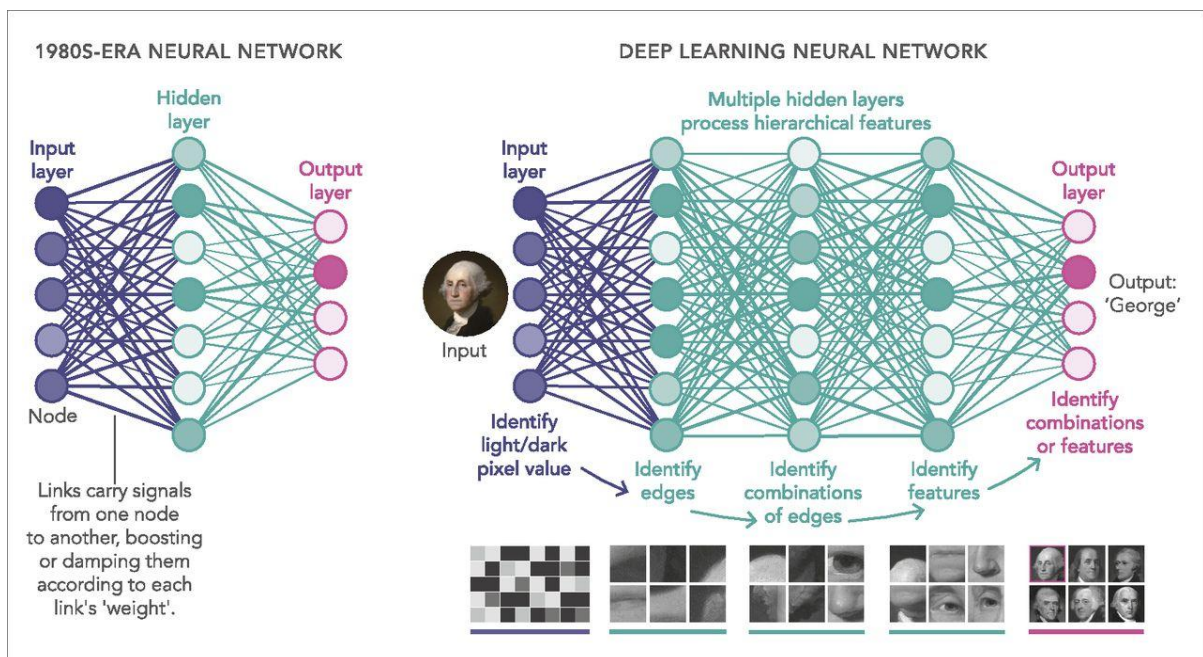 1980S-ERA NEURAL NETWORK
Hidden
layer
Input
layer
Output
layer
Node
Links carry signals
from one node
to another, boosting
or damping them
according to each
link's 'weight'.
DEEP LEARNING NEURAL NETWORK
Multiple hidden layers
process hierarchical features
Input
layer
Output
layer
Input
Output:
'George'
Identify
light/dark
pixel value
Identify
edges
Identify
combinations
of edges
Identify
features
Identify
combinations
or features